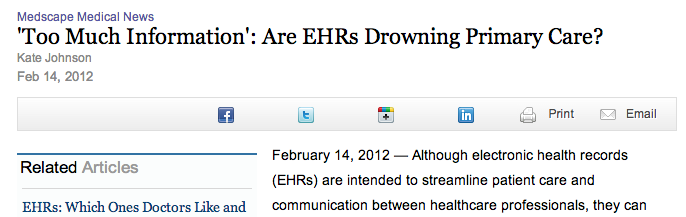 Medscape Medical News
'Too Much Information': Are EHRs Drowning Primary Care?
Kate Johnson
Feb 14, 2012
f t + in Print Email
Related Articles
EHRs: Which Ones Doctors Like and
February 14, 2012 — Although electronic health records
(EHRs) are intended to streamline patient care and
communication between healthcare professionals, they can